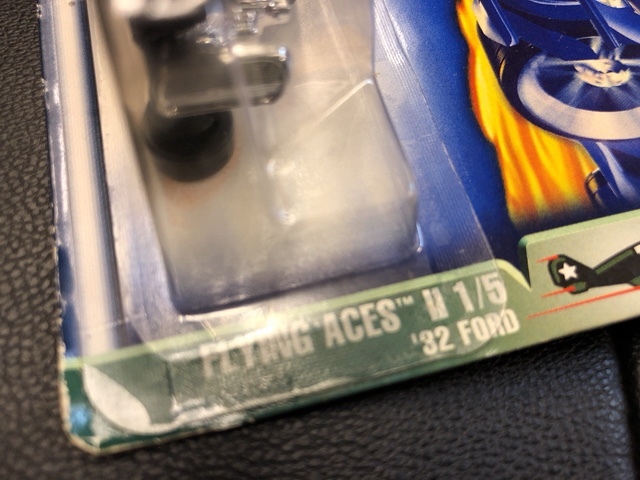 FLYING ACES™ II 1/5
'32 FORD